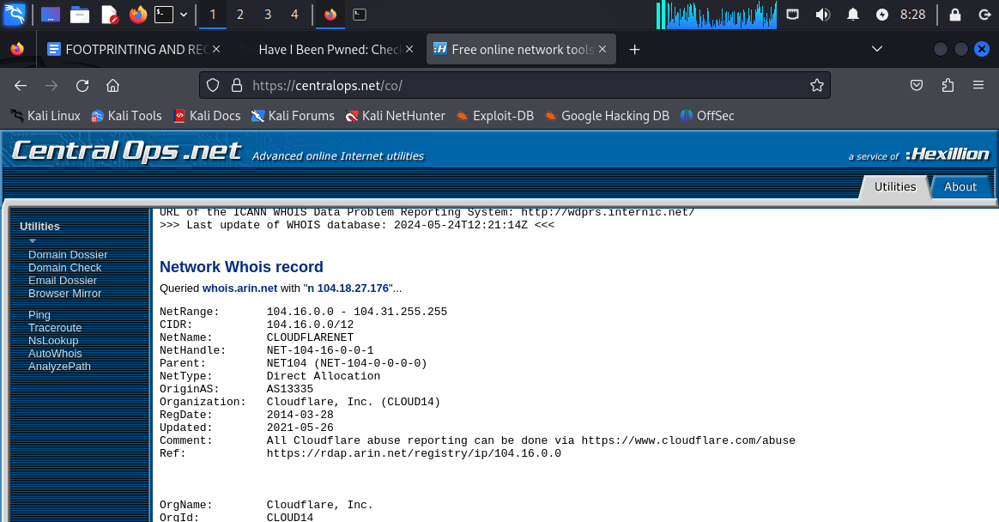 1 2 3 4 8:28
FOOTPRINTING AND REC Have I Been Pwned: Chec Free online network tools
https://centralops.net/co/
Kali Linux Kali Tools Kali Docs Kali Forums Kali NetHunter Exploit-DB Google Hacking DB OffSec
Central Ops .net Advanced online Internet utilities a service of :Hexillion
Utilities About
URL of the ICANN WHOIS Data Problem Reporting System: http://wdprs.internic.net/
>>> Last update of WHOIS database: 2024-05-24T12:21:14Z <<<
Utilities
Domain Dossier
Domain Check
Email Dossier
Browser Mirror
Ping
Traceroute
NsLookup
AutoWhois
AnalyzePath
Network Whois record
Queried whois.arin.net with "n 104.18.27.176"...
NetRange: 104.16.0.0 - 104.31.255.255
CIDR: 104.16.0.0/12
NetName: CLOUDFLARENET
NetHandle: NET-104-16-0-0-1
Parent: NET104 (NET-104-0-0-0-0)
NetType: Direct Allocation
OriginAS: AS13335
Organization: Cloudflare, Inc. (CLOUD14)
RegDate: 2014-03-28
Updated: 2021-05-26
Comment: All Cloudflare abuse reporting can be done via https://www.cloudflare.com/abuse
Ref: https://rdap.arin.net/registry/ip/104.16.0.0
OrgName: Cloudflare, Inc.
OrgId: CLOUD14